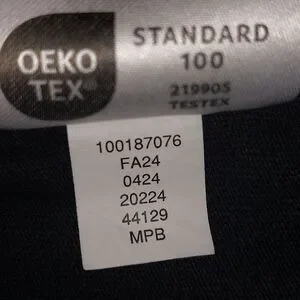 OEKO
TEX®
STANDARD
100
219905
TESTEX
100187076
FA24
0424
20224
44129
MPB